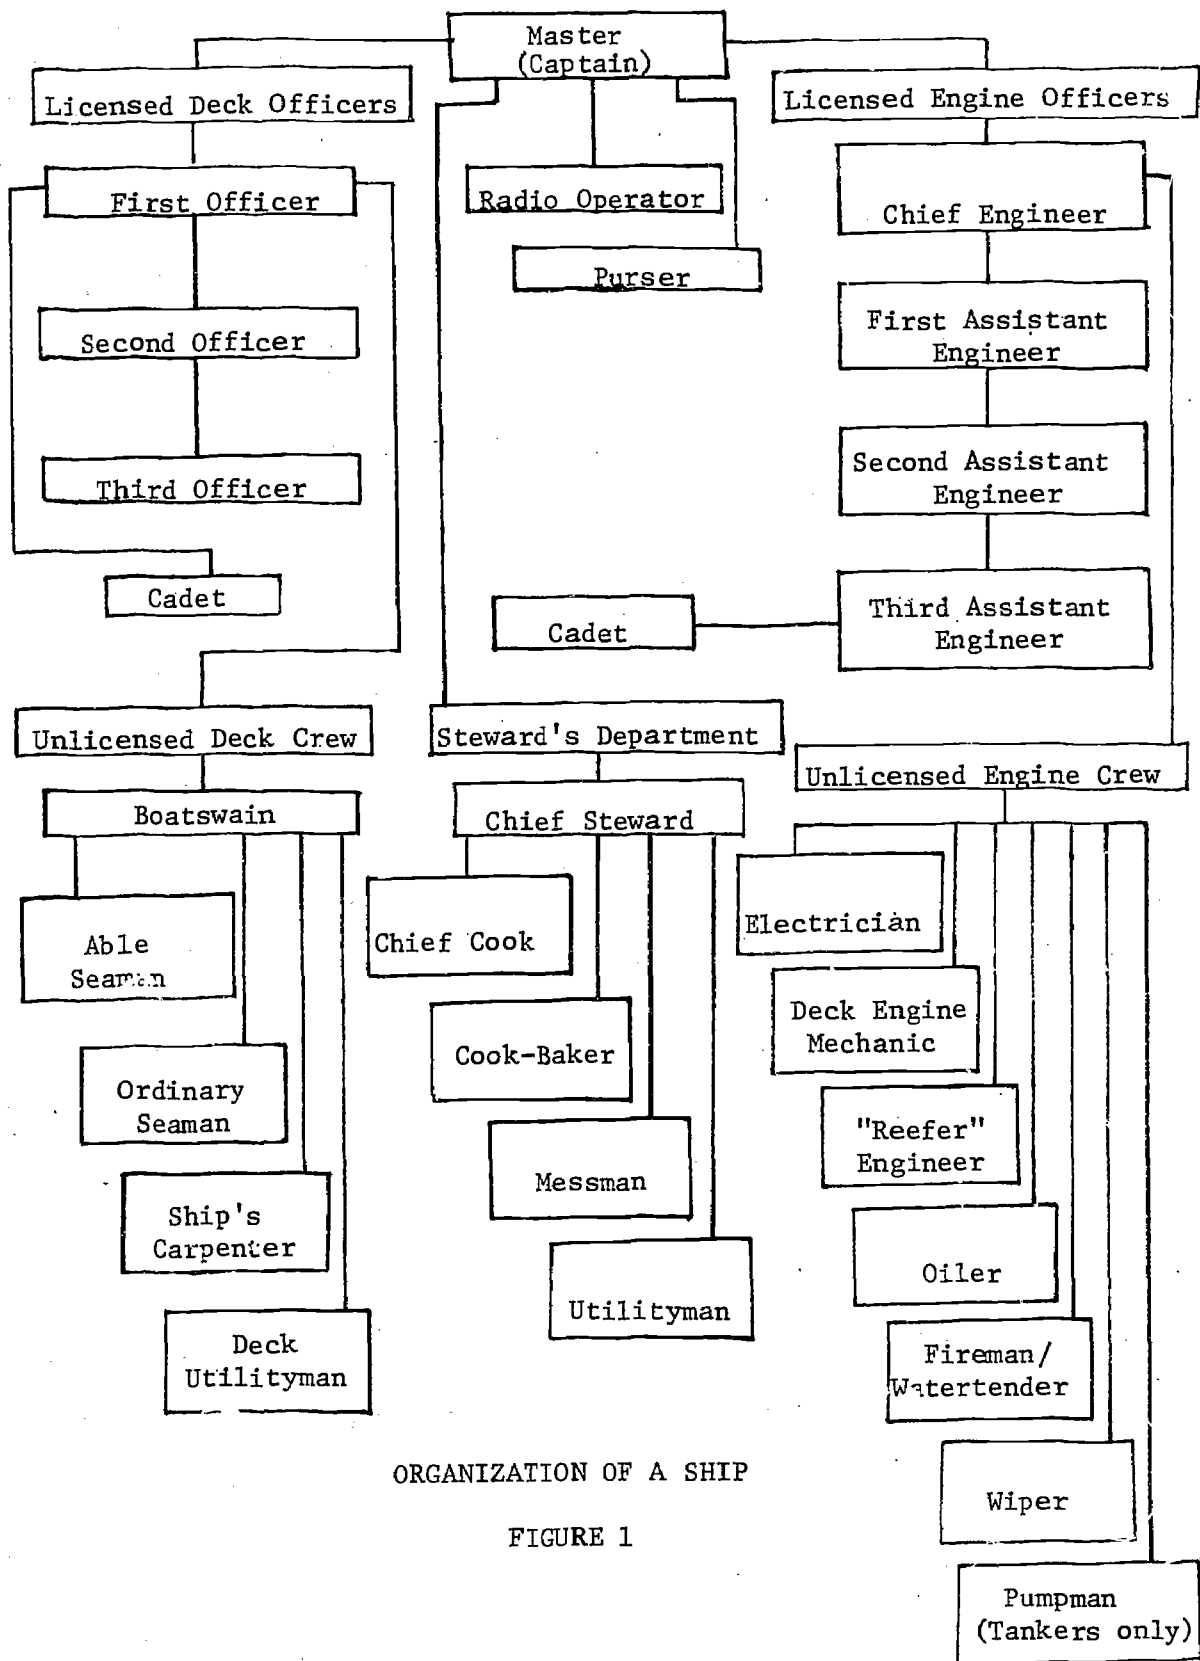 Master
(Captain)
Licensed Deck Officers
Licensed Engine Officers
First Officer
Radio Operator
Chief Engineer
Purser
Second Officer
First Assistant
Engineer
Third Officer
Second Assistant
Engineer
Cadet
Cadet
Third Assistant
Engineer
Unlicensed Deck Crew
Steward's Department
Unlicensed Engine Crew
Boatswain
Chief Steward
Able
Seaman
Chief Cook
Electrician
Ordinary
Seaman
Cook-Baker
Deck Engine
Mechanic
Ship's
Carpenter
Messman
"Reefer"
Engineer
Deck
Utilityman
Utilityman
Oiler
Fireman/
Watertender
Wiper
Pumpman
(Tankers only)
ORGANIZATION OF A SHIP
FIGURE 1